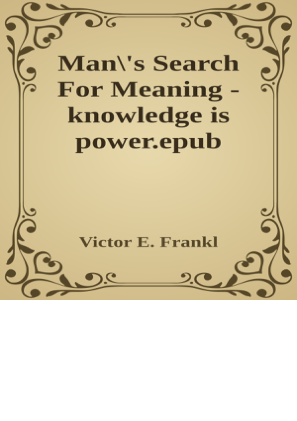 Man\'s Search
For Meaning -
knowledge is
power.epub
Victor E. Frankl